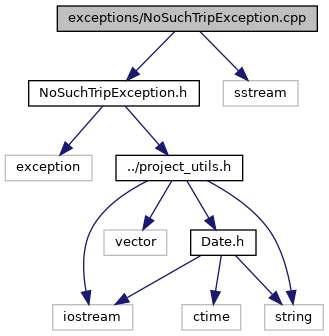 exceptions/NoSuchTripException.cpp
NoSuchTripException.h
sstream
exception
../project_utils.h
vector
Date.h
iostream
ctime
string